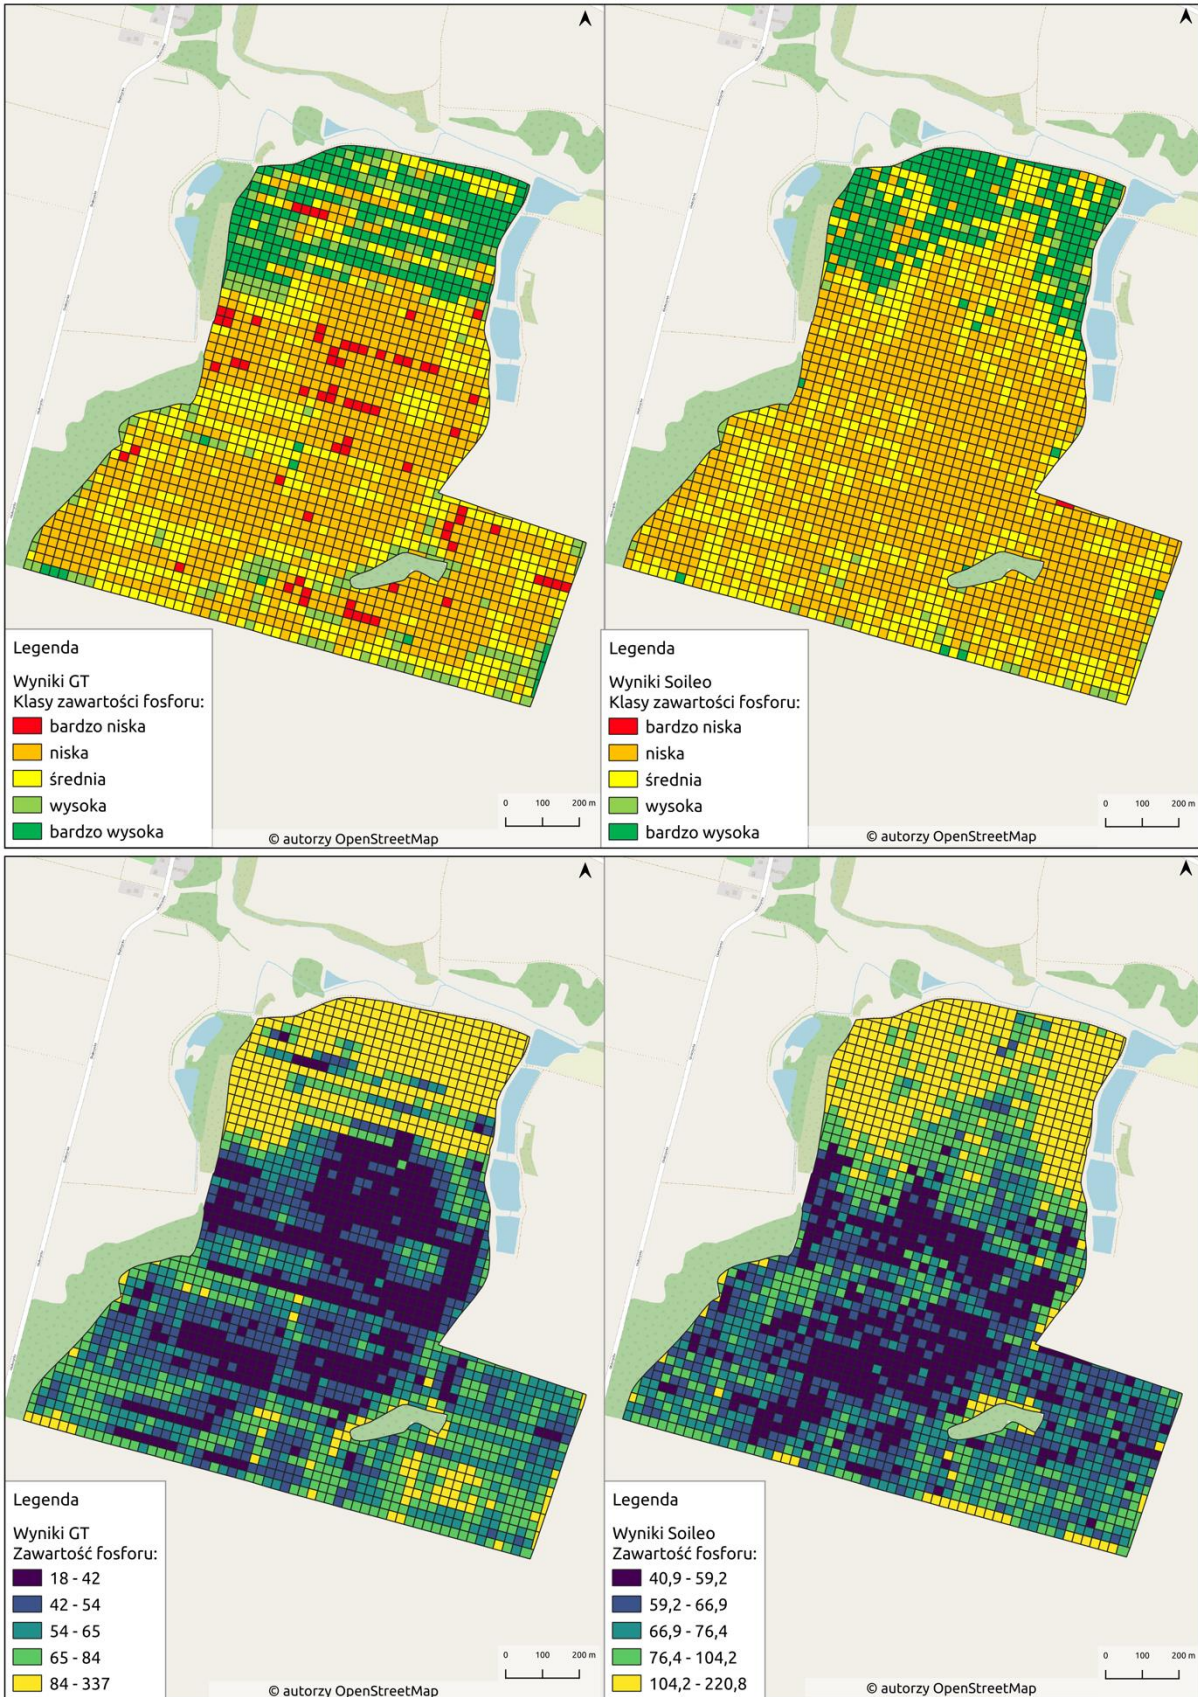 Legenda
Wyniki GT
Klasy zawartości fosforu:
bardzo niska
niska
średnia
wysoka
bardzo wysoka
0 100 200 m
© autorzy OpenStreetMap
Legenda
Wyniki Soileo
Klasy zawartości fosforu:
bardzo niska
niska
średnia
wysoka
bardzo wysoka
0 100 200 m
© autorzy OpenStreetMap
Legenda
Wyniki GT
Zawartość fosforu:
18 - 42
42 - 54
54 - 65
65 - 84
84 - 337
0 100 200 m
© autorzy OpenStreetMap
Legenda
Wyniki Soileo
Zawartość fosforu:
40,9 - 59,2
59,2 - 66,9
66,9 - 76,4
76,4 - 104,2
104,2 - 220,8
0 100 200 m
© autorzy OpenStreetMap